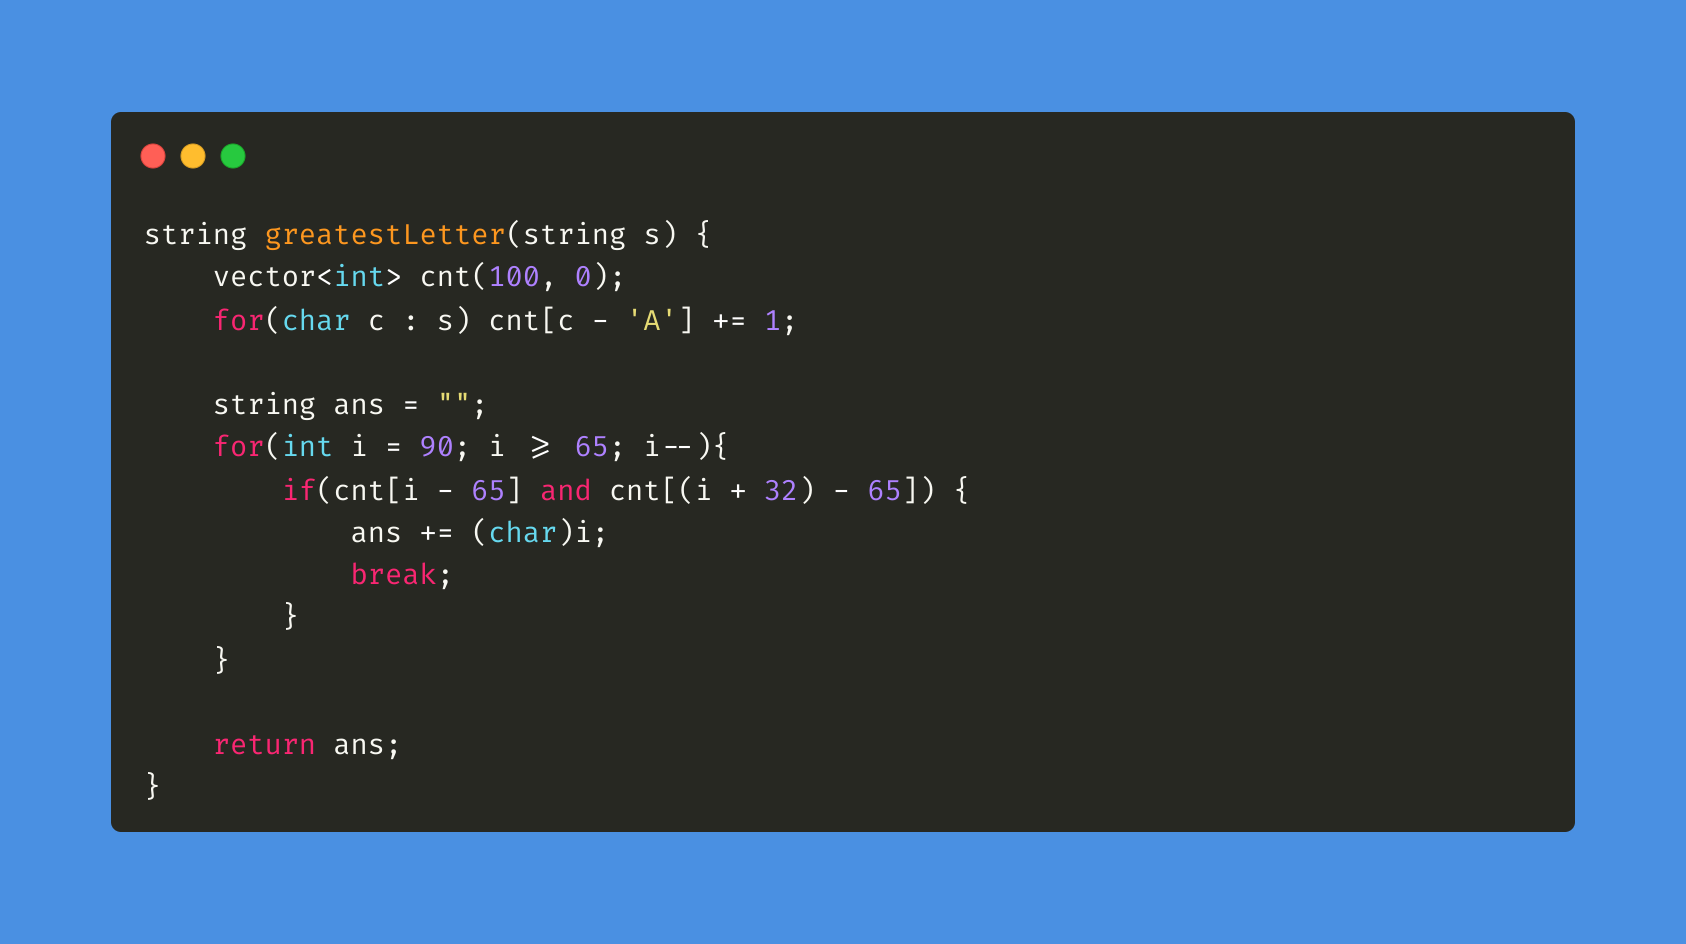 string greatestLetter(string s) {
    vector<int> cnt(100, 0);
    for(char c : s) cnt[c - 'A'] += 1;

    string ans = "";
    for(int i = 90; i >= 65; i--){
        if(cnt[i - 65] and cnt[(i + 32) - 65]) {
            ans += (char)i;
            break;
        }
    }

    return ans;
}